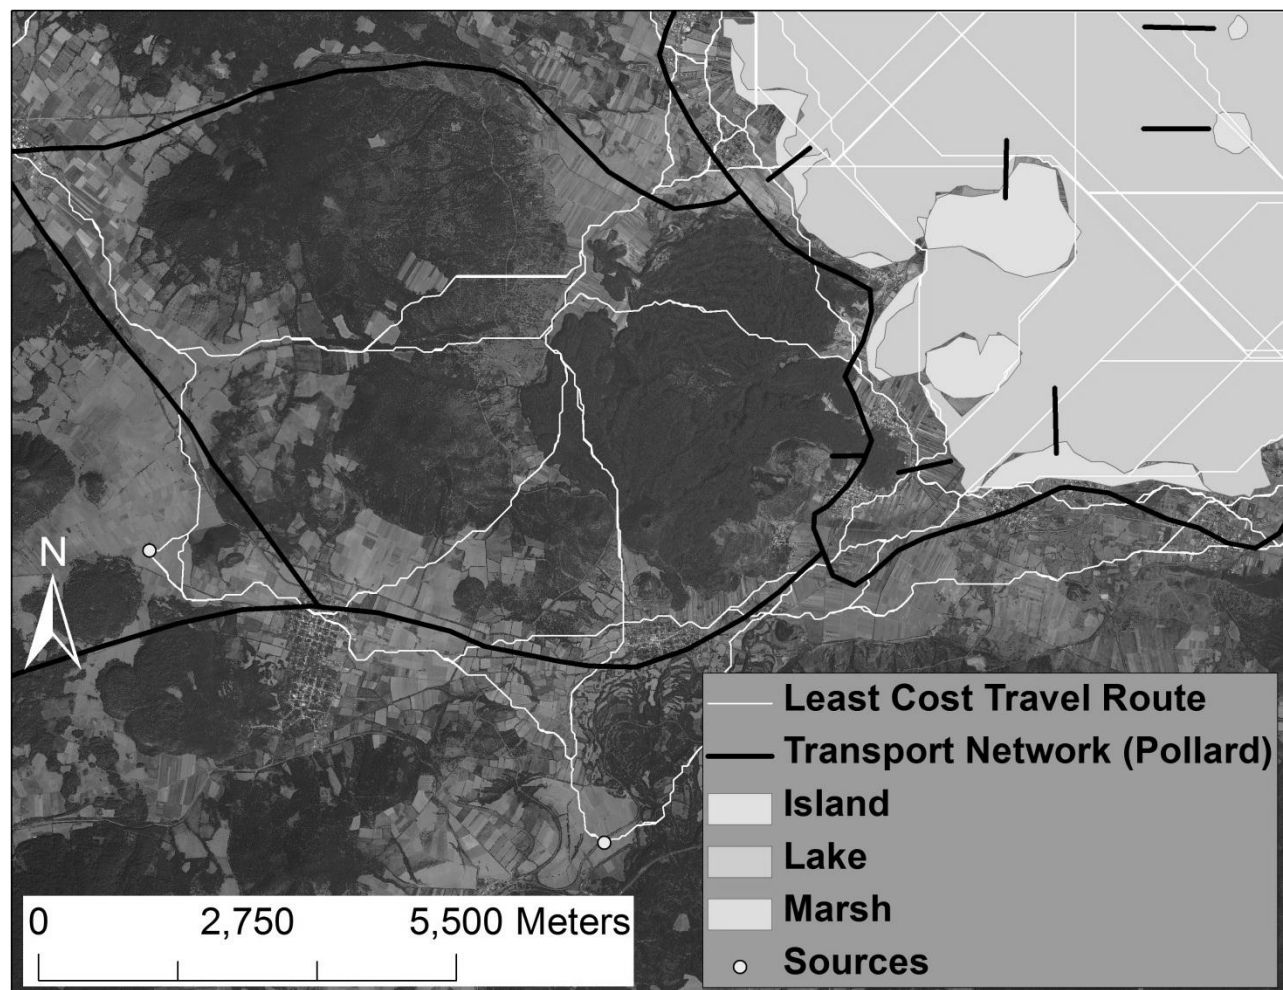 N
Least Cost Travel Route
Transport Network (Pollard)
Island
Lake
Marsh
Sources
0 2,750 5,500 Meters